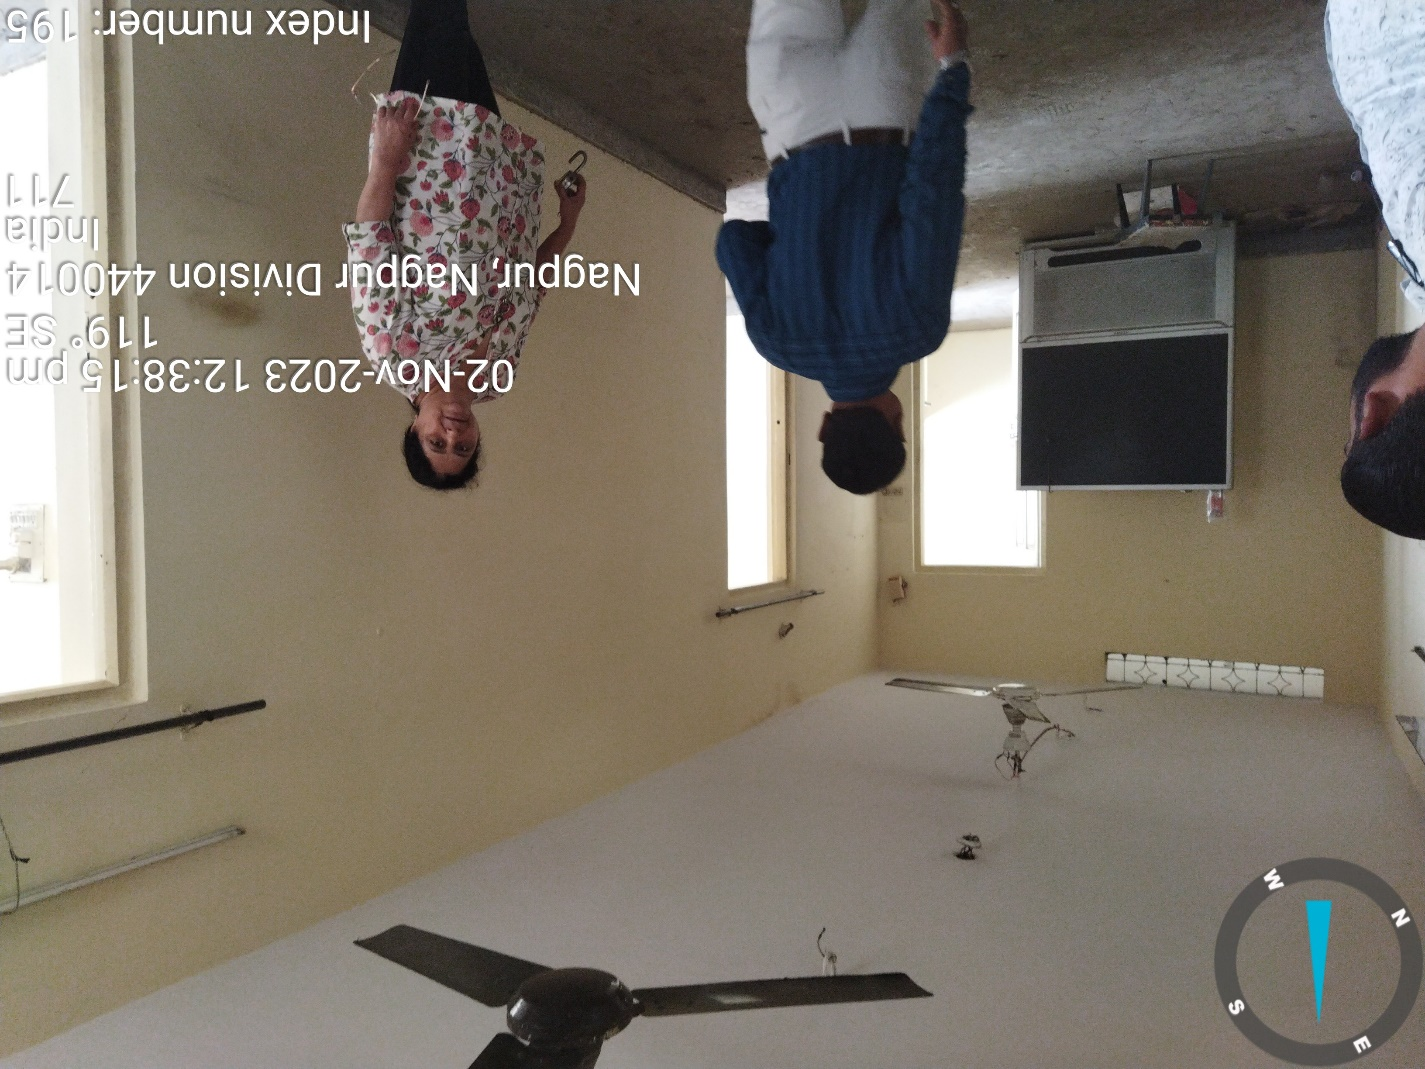 02-Nov-2023 12:38:15 pm
119° SE
Nagpur, Nagpur Division 440014
India
711
Index number: 195
W
N
S
E